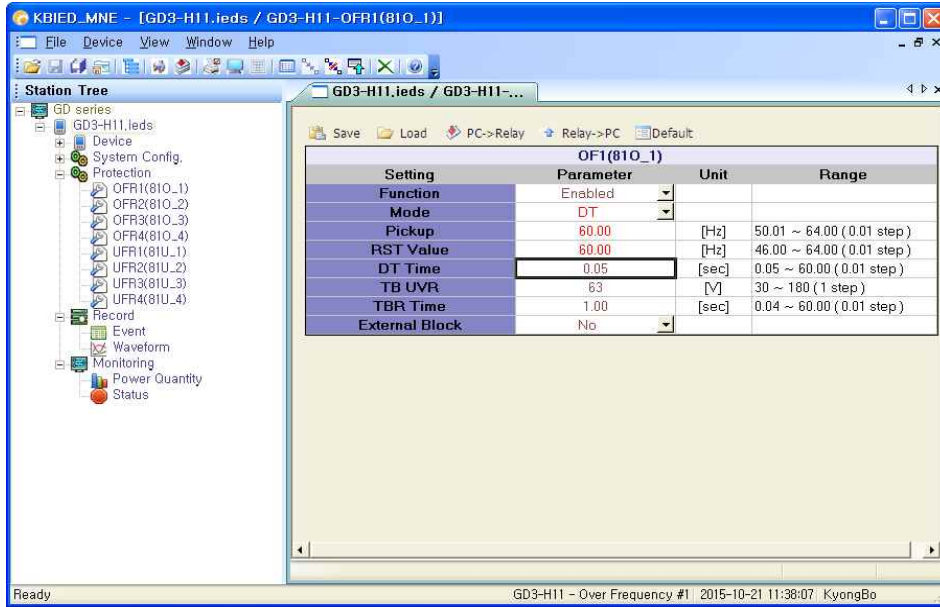 KBIED_MNE - [GD3-H11.ieds / GD3-H11-OFR1(81O_1)]
File Device View Window Help
Station Tree
GD3-H11.ieds / GD3-H11-...
GD series
GD3-H11.ieds
Device
System Config.
Protection
OFR1(81O_1)
OFR2(81O_2)
OFR3(81O_3)
OFR4(81O_4)
UFR1(81U_1)
UFR2(81U_2)
UFR3(81U_3)
UFR4(81U_4)
Record
Event
Waveform
Monitoring
Power Quantity
Status
Save Load PC->Relay Relay->PC Default
OF1(81O_1)
Setting Parameter Unit Range
Function Enabled
Mode DT
Pickup 60.00 [Hz] 50.01 ~ 64.00 ( 0.01 step )
RST Value 60.00 [Hz] 46.00 ~ 64.00 ( 0.01 step )
DT Time 0.05 [sec] 0.05 ~ 60.00 ( 0.01 step )
TB UVR 63 [V] 30 ~ 180 ( 1 step )
TBR Time 1.00 [sec] 0.04 ~ 60.00 ( 0.01 step )
External Block No
Ready GD3-H11 - Over Frequency #1 2015-10-21 11:38:07 KyongBo